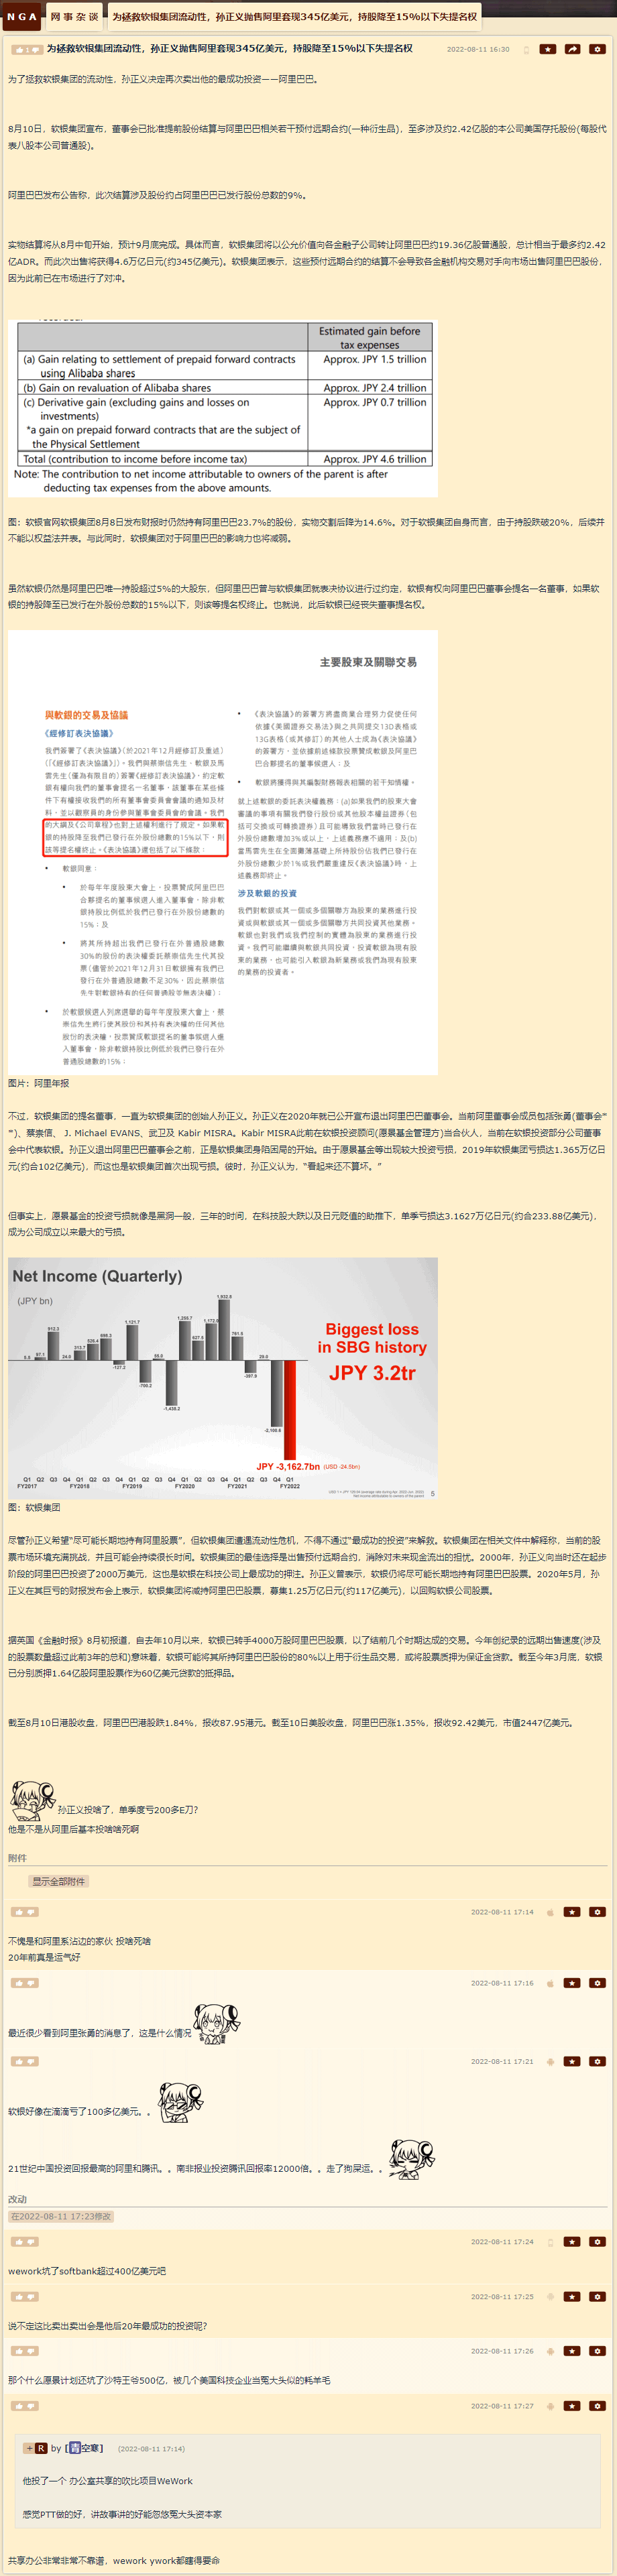 NGA 网事杂谈 为拯救软银集团流动性，孙正义抛售阿里套现345亿美元，持股降至15%以下失提名权
1 为拯救软银集团流动性，孙正义抛售阿里套现345亿美元，持股降至15%以下失提名权 2022-08-11 16:30
为了拯救软银集团的流动性，孙正义决定再次卖出他的最成功投资一一阿里巴巴。
8月10日，软银集团宣布，董事会已批准提前股份结算与阿里巴巴相关若干预付远期合约(一种衍生品)，至多涉及约2.42亿股的本公司美国存托股份(每股代
表八股本公司普通股)。
阿里巴巴发布公告称，此次结算涉及股份约占阿里巴巴已发行股份总数的9%。
实物结算将从8月中旬开始，预计9月底完成。具体而言，软银集团将以公允价值向各金融子公司转让阿里巴巴约19.36亿股普通股，总计相当于最多约2.42
亿ADR。而此次出售将获得4.6万亿日元(约345亿美元)。软银集团表示，这些预付远期合约的结算不会导致各金融机构交易对手向市场出售阿里巴巴股份，
因为此前已在市场进行了对冲。
Estimated gain before
tax expenses
(a) Gain relating to settlement of prepaid forward contracts Approx. JPY 1.5 trillion
using Alibaba shares
(b) Gain on revaluation of Alibaba shares Approx. JPY 2.4 trillion
(c) Derivative gain (excluding gains and losses on Approx. JPY 0.7 trillion
investments)
*a gain on prepaid forward contracts that are the subject of
the Physical Settlement
Total (contribution to income before income tax) Approx. JPY 4.6 trillion
Note: The contribution to net income attributable to owners of the parent is after
deducting tax expenses from the above amounts.
图：软银官网软银集团8月8日发布财报时仍然持有阿里巴巴23.7%的股份，实物交割后降为14.6%。对于软银集团自身而言，由于持股跌破20%，后续并
不能以权益法并表。与此同时，软银集团对于阿里巴巴的影响力也将减弱。
虽然软银仍然是阿里巴巴唯一持股超过5%的大股东，但阿里巴巴曾与软银集团就表决协议进行过约定，软银有权向阿里巴巴董事会提名一名董事，如果软
银的持股降至已发行在外股份总数的15%以下，则该等提名权终止。也就说，此后软银已经丧失董事提名权。
主要股東及關聯交易
與軟銀的交易及協議
《經修訂表決協議》
我們簽署了《表決協議》（於2021年12月經修訂及重述）
（「《經修訂表決協議》」）。我們與蔡崇信先生、軟銀及馬
雲先生（僅為有限目的）簽署《經修訂表決協議》，約定軟
銀有權向我們的董事會提名一名董事，該董事在某些條
件下有權接收我們的所有董事會委員會會議的通知及材
料，並以觀察員的身份參與董事會委員會的會議。我們
的大綱及《公司章程》也對上述權利進行了規定。如果軟
銀的持股降至我們已發行在外股份總數的15%以下，則
該等提名權終止。《表決協議》還包括了以下條款：
• 軟銀同意：
• 於每年年度股東大會上，投票贊成阿里巴巴
合夥提名的董事候選人進入董事會，除非軟
銀持股比例低於我們已發行在外股份總數的
15%；及
• 將其所持超出我們已發行在外普通股總數
30%的股份的表決權委託蔡崇信先生代其投
票（儘管於2021年12月31日軟銀擁有我們已
發行在外普通股總數不足30%，因此蔡崇信
先生對軟銀持有的任何普通股並無表決權）；
• 於軟銀候選人列席選舉的每年年度股東大會上，蔡
崇信先生將行使其股份和其持有表決權的任何其他
股份的表決權，投票贊成軟銀提名的董事候選人進
入董事會，除非軟銀持股比例低於我們已發行在外
普通股總數的15%；
• 《表決協議》的簽署方將盡商業合理努力促使任何
依據《美國證券交易法》與之共同提交13D表格或
13G表格（或其修訂）的其他人士成為《表決協議》
的簽署方，並依據前述條款投票贊成軟銀及阿里巴
巴合夥提名的董事候選人；及
• 軟銀將獲得與其編製財務報表相關的若干知情權。
就上述軟銀的委託表決權義務：(a)如果我們的股東大會
審議的事項有關我們發行股份或其他股本權益證券（包
括可交換或可轉換證券）且可能導致我們當時已發行在
外股份總數增加3%或以上，上述義務應不適用；及(b)
當馬雲先生在全面攤薄基礎上所持股份佔我們已發行在
外股份總數少於1%或我們嚴重違反《表決協議》時，上
述義務即終止。
涉及軟銀的投資
我們對軟銀或其一個或多個關聯方為股東的業務進行投
資或與軟銀或其一個或多個關聯方共同投資其他業務。
軟銀也對我們或我們控制的實體為股東的業務進行投
資。我們可能繼續與軟銀共同投資、投資軟銀為現有股
東的業務，也可能引入軟銀為新業務或我們為現有股東
的業務的投資者。
图片：阿里年报
不过，软银集团的提名董事，一直为软银集团的创始人孙正义。孙正义在2020年就已公开宣布退出阿里巴巴董事会。当前阿里董事会成员包括张勇(董事会**
**)、蔡崇信、 J. Michael EVANS、武卫及 Kabir MISRA。Kabir MISRA此前在软银投资顾问(愿景基金管理方)当合伙人，当前在软银投资部分公司董事
会中代表软银。孙正义退出阿里巴巴董事会之前，正是软银集团身陷困局的开始。由于愿景基金等出现较大投资亏损，2019年软银集团亏损达1.365万亿日
元(约合102亿美元)，而这也是软银集团首次出现亏损。彼时，孙正义认为，“看起来还不算坏。”
但事实上，愿景基金的投资亏损就像是黑洞一般，三年的时间，在科技股大跌以及日元贬值的助推下，单季亏损达3.1627万亿日元(约合233.88亿美元)，
成为公司成立以来最大的亏损。
Net Income (Quarterly)
(JPY bn)
Biggest loss
in SBG history
JPY 3.2tr
5.5 97.1 912.3 24.0 312.7 526.4 698.3 -127.2 1,121.7 -700.2 55.0 -1,438.2 1,255.7 627.5 1,172.0 1,932.8 761.5 -397.9 29.0 -2,100.6
JPY -3,162.7bn (USD -24.5bn)
Q1 Q2 Q3 Q4 Q1 Q2 Q3 Q4 Q1 Q2 Q3 Q4 Q1 Q2 Q3 Q4 Q1 Q2 Q3 Q4 Q1
FY2017 FY2018 FY2019 FY2020 FY2021 FY2022
5
图：软银集团
尽管孙正义希望“尽可能长期地持有阿里股票”，但软银集团遭遇流动性危机，不得不通过“最成功的投资”来解救。软银集团在相关文件中解释称，当前的股
票市场环境充满挑战，并且可能会持续很长时间。软银集团的最佳选择是出售预付远期合约，消除对未来现金流出的担忧。2000年，孙正义向当时还在起步
阶段的阿里巴巴投资了2000万美元，这也是软银在科技公司上最成功的押注。孙正义曾表示，软银仍将尽可能长期地持有阿里巴巴股票。2020年5月，孙
正义在其巨亏的财报发布会上表示，软银集团将减持阿里巴巴股票，募集1.25万亿日元(约117亿美元)，以回购软银公司股票。
据英国《金融时报》8月初报道，自去年10月以来，软银已转手4000万股阿里巴巴股票，以了结前几个时期达成的交易。今年创纪录的远期出售速度(涉及
的股票数量超过此前3年的总和)意味着，软银可能将其所持阿里巴巴股份的80%以上用于衍生品交易，或将股票质押为保证金贷款。截至今年3月底，软银
已分别质押1.64亿股阿里股票作为60亿美元贷款的抵押品。
截至8月10日港股收盘，阿里巴巴港股跌1.84%，报收87.95港元。截至10日美股收盘，阿里巴巴涨1.35%，报收92.42美元，市值2447亿美元。
孙正义投啥了，单季度亏200多E刀?
他是不是从阿里后基本投啥啥死啊
附件
显示全部附件
2022-08-11 17:14
不愧是和阿里系沾边的家伙 投啥死啥
20年前真是运气好
2022-08-11 17:16
最近很少看到阿里张勇的消息了，这是什么情况
2022-08-11 17:21
软银好像在滴滴亏了100多亿美元。。
21世纪中国投资回报最高的阿里和腾讯。。南非报业投资腾讯回报率12000倍。。走了狗屎运。。
改动
在2022-08-11 17:23修改
2022-08-11 17:24
wework坑了softbank超过400亿美元吧
2022-08-11 17:25
说不定这比卖出卖出会是他后20年最成功的投资呢？
2022-08-11 17:26
那个什么愿景计划还坑了沙特王爷500亿，被几个美国科技企业当冤大头似的耗羊毛
2022-08-11 17:27
+ R by [空寒] (2022-08-11 17:14)
他投了一个 办公室共享的吹比项目WeWork
感觉PTT做的好，讲故事讲的好能忽悠冤大头资本家
共享办公非常非常不靠谱，wework ywork都瞎得要命